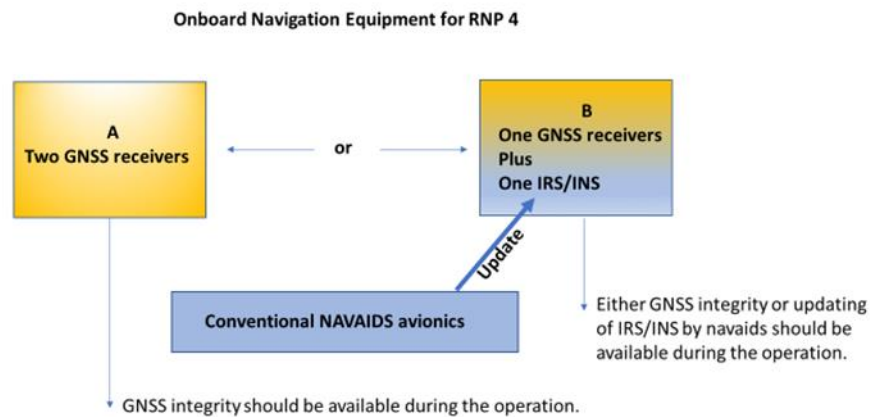 Onboard Navigation Equipment for RNP 4
A
Two GNSS receivers
or
B
One GNSS receivers
Plus
One IRS/INS
Update
Conventional NAVAIDS avionics
Either GNSS integrity or updating
of IRS/INS by navaids should be
available during the operation.
GNSS integrity should be available during the operation.